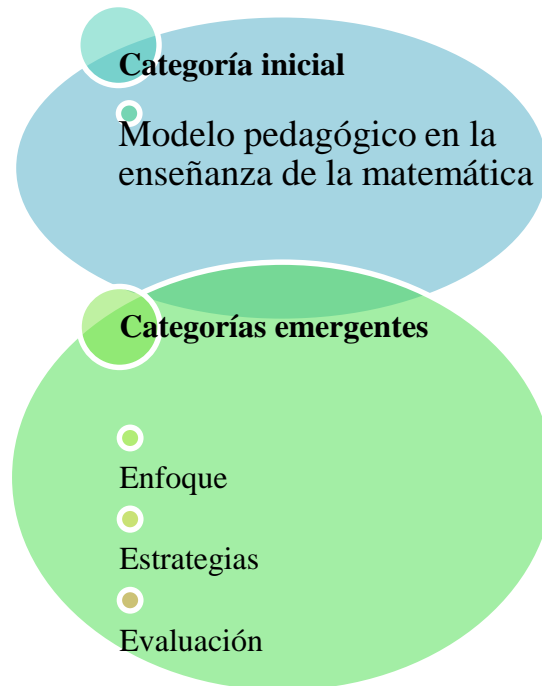 Categoría inicial
Modelo pedagógico en la
enseñanza de la matemática
Categorías emergentes
Enfoque
Estrategias
Evaluación